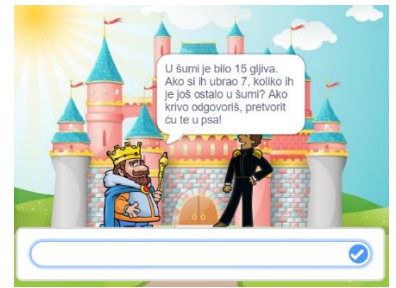 U šumi je bilo 15 gljiva.
Ako si ih ubrao 7, koliko ih
je još ostalo u šumi? Ako
krivo odgovoriš, pretvorit
ću te u psa!